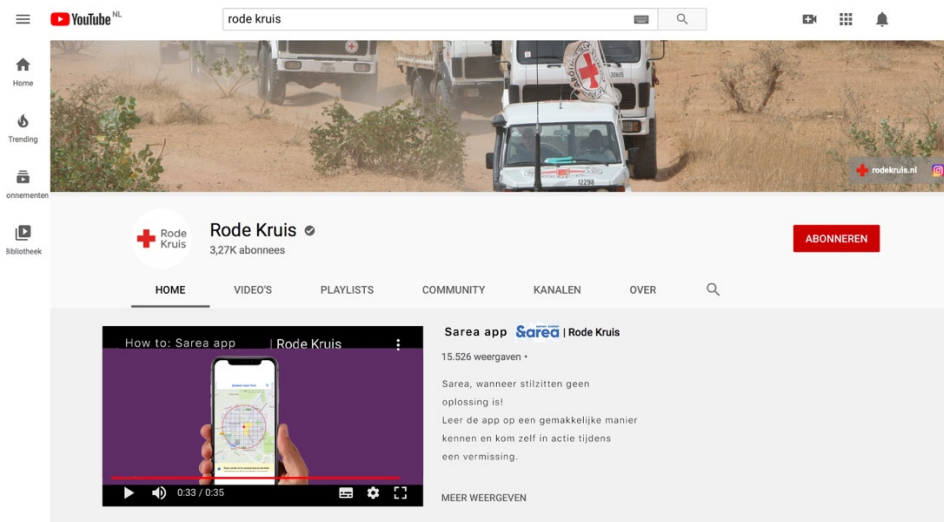 YouTube NL
rode kruis
Home
Trending
onnementen
Bibliotheek
20605
12298
rodekruis.nl
Rode
Kruis
Rode Kruis
3,27K abonnees
ABONNEREN
HOME VIDEO'S PLAYLISTS COMMUNITY KANALEN OVER
How to: Sarea app | Rode Kruis
0:33 / 0:35
Sarea app &area | Rode Kruis
15.526 weergaven •
Sarea, wanneer stilzitten geen
oplossing is!
Leer de app op een gemakkelijke manier
kennen en kom zelf in actie tijdens
een vermissing.
MEER WEERGEVEN